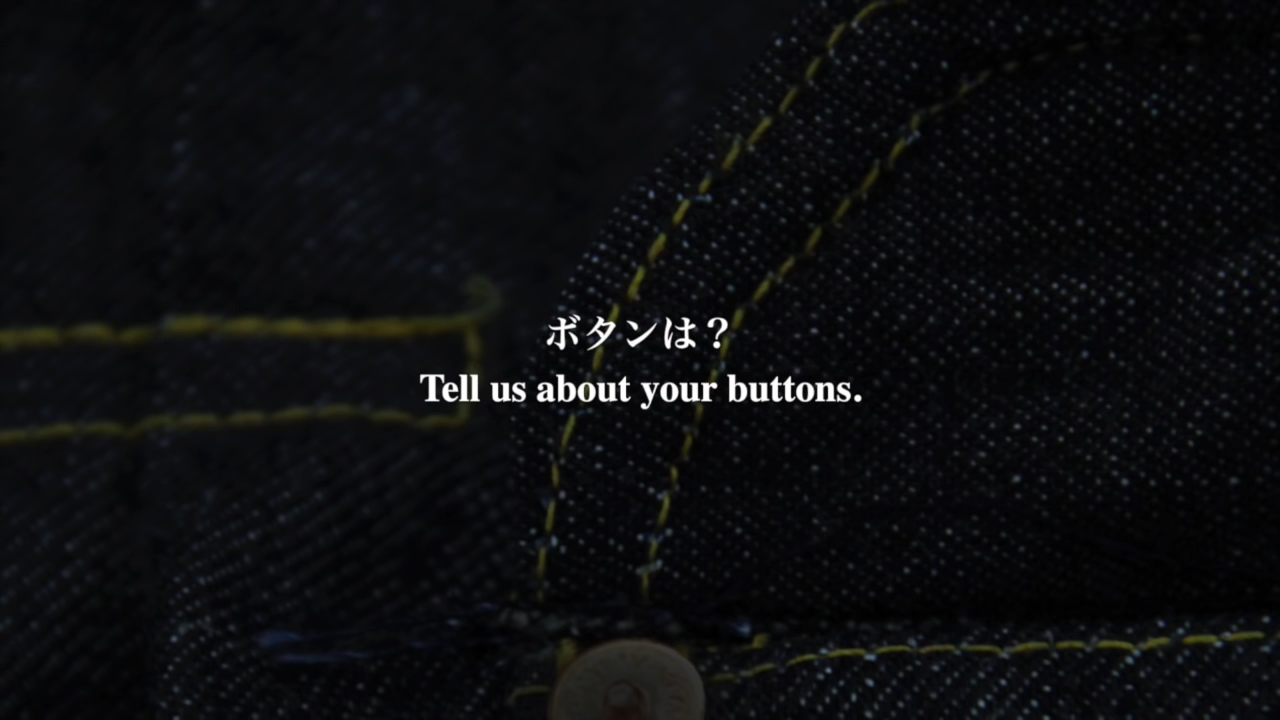 ボタンは？
Tell us about your buttons.